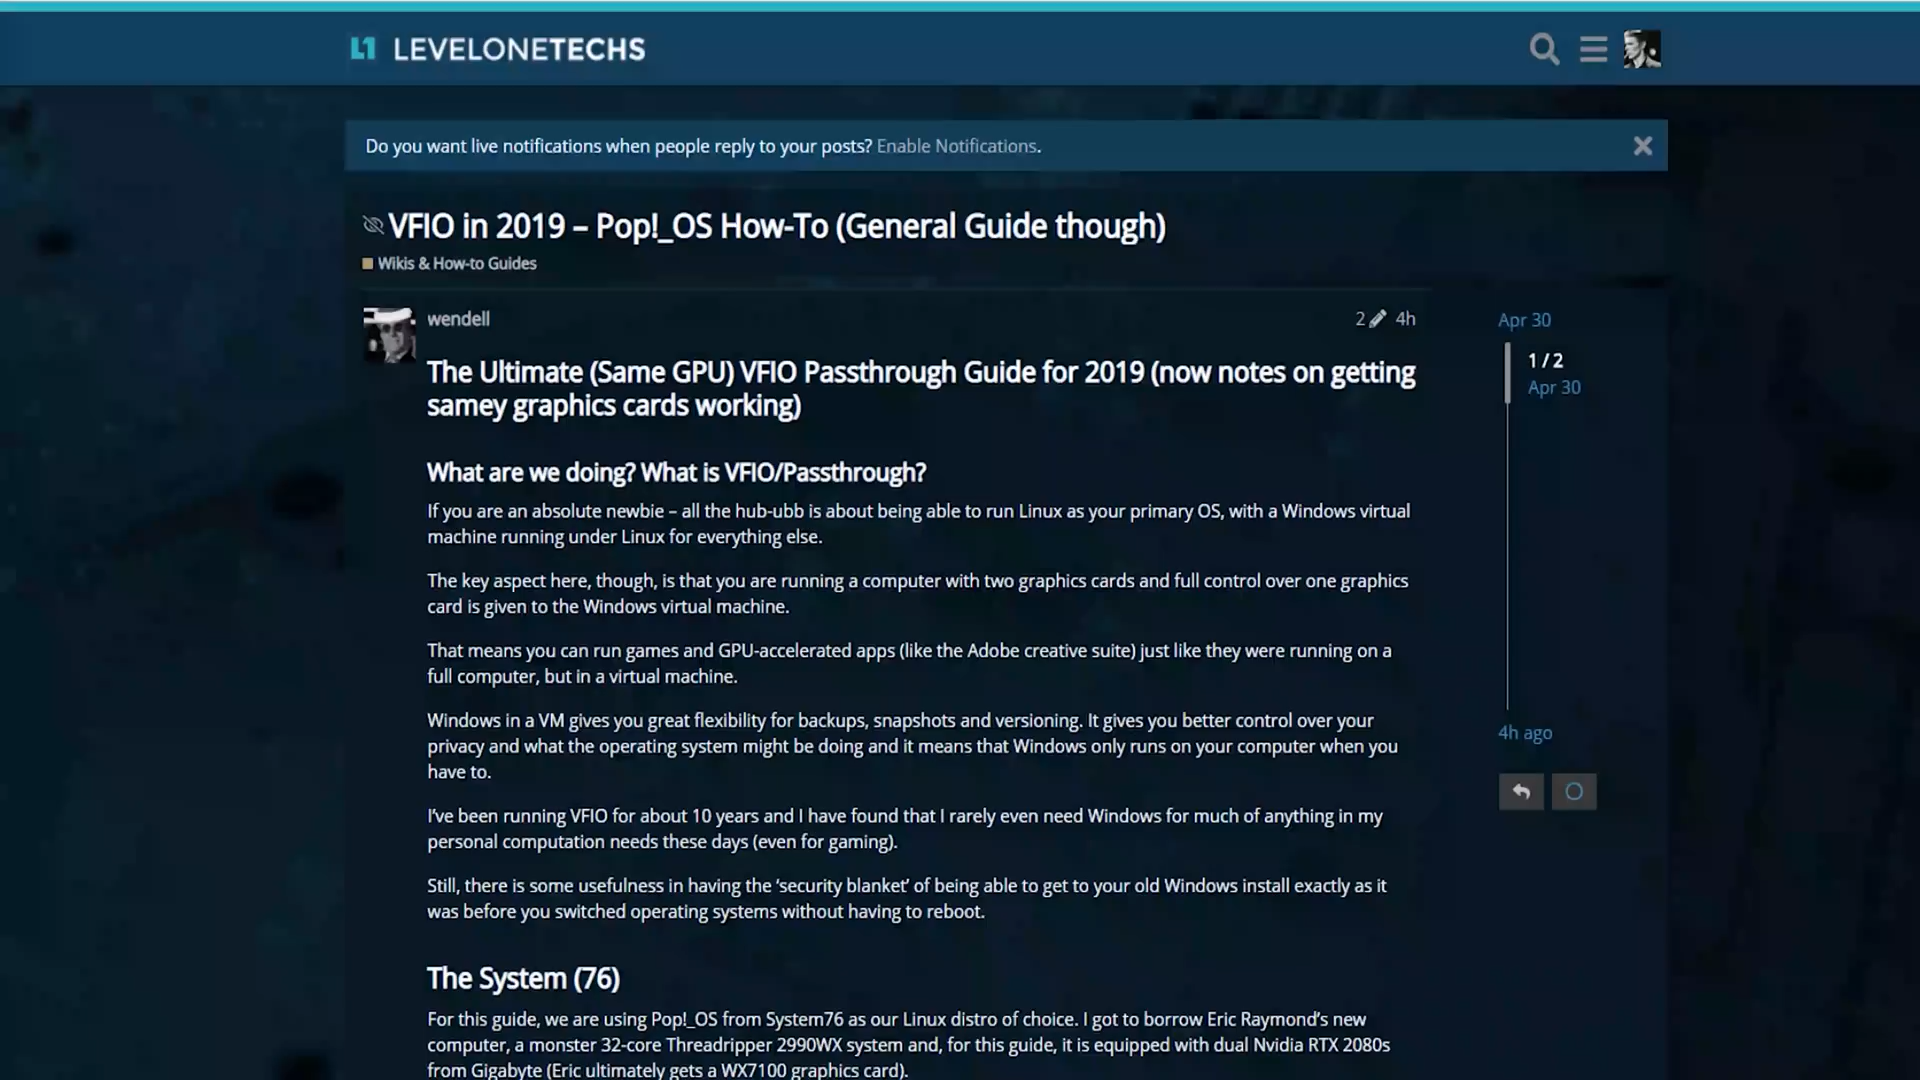 L1 LEVELONETECHS
Do you want live notifications when people reply to your posts? Enable Notifications.
VFIO in 2019 – Pop!_OS How-To (General Guide though)
Wikis & How-to Guides
wendell
2 4h
The Ultimate (Same GPU) VFIO Passthrough Guide for 2019 (now notes on getting
samey graphics cards working)
What are we doing? What is VFIO/Passthrough?
If you are an absolute newbie – all the hub-ubb is about being able to run Linux as your primary OS, with a Windows virtual
machine running under Linux for everything else.
The key aspect here, though, is that you are running a computer with two graphics cards and full control over one graphics
card is given to the Windows virtual machine.
That means you can run games and GPU-accelerated apps (like the Adobe creative suite) just like they were running on a
full computer, but in a virtual machine.
Windows in a VM gives you great flexibility for backups, snapshots and versioning. It gives you better control over your
privacy and what the operating system might be doing and it means that Windows only runs on your computer when you
have to.
I've been running VFIO for about 10 years and I have found that I rarely even need Windows for much of anything in my
personal computation needs these days (even for gaming).
Still, there is some usefulness in having the ‘security blanket’ of being able to get to your old Windows install exactly as it
was before you switched operating systems without having to reboot.
The System (76)
For this guide, we are using Pop!_OS from System76 as our Linux distro of choice. I got to borrow Eric Raymond's new
computer, a monster 32-core Threadripper 2990WX system and, for this guide, it is equipped with dual Nvidia RTX 2080s
from Gigabyte (Eric ultimately gets a WX7100 graphics card).
Apr 30
1 / 2
Apr 30
4h ago